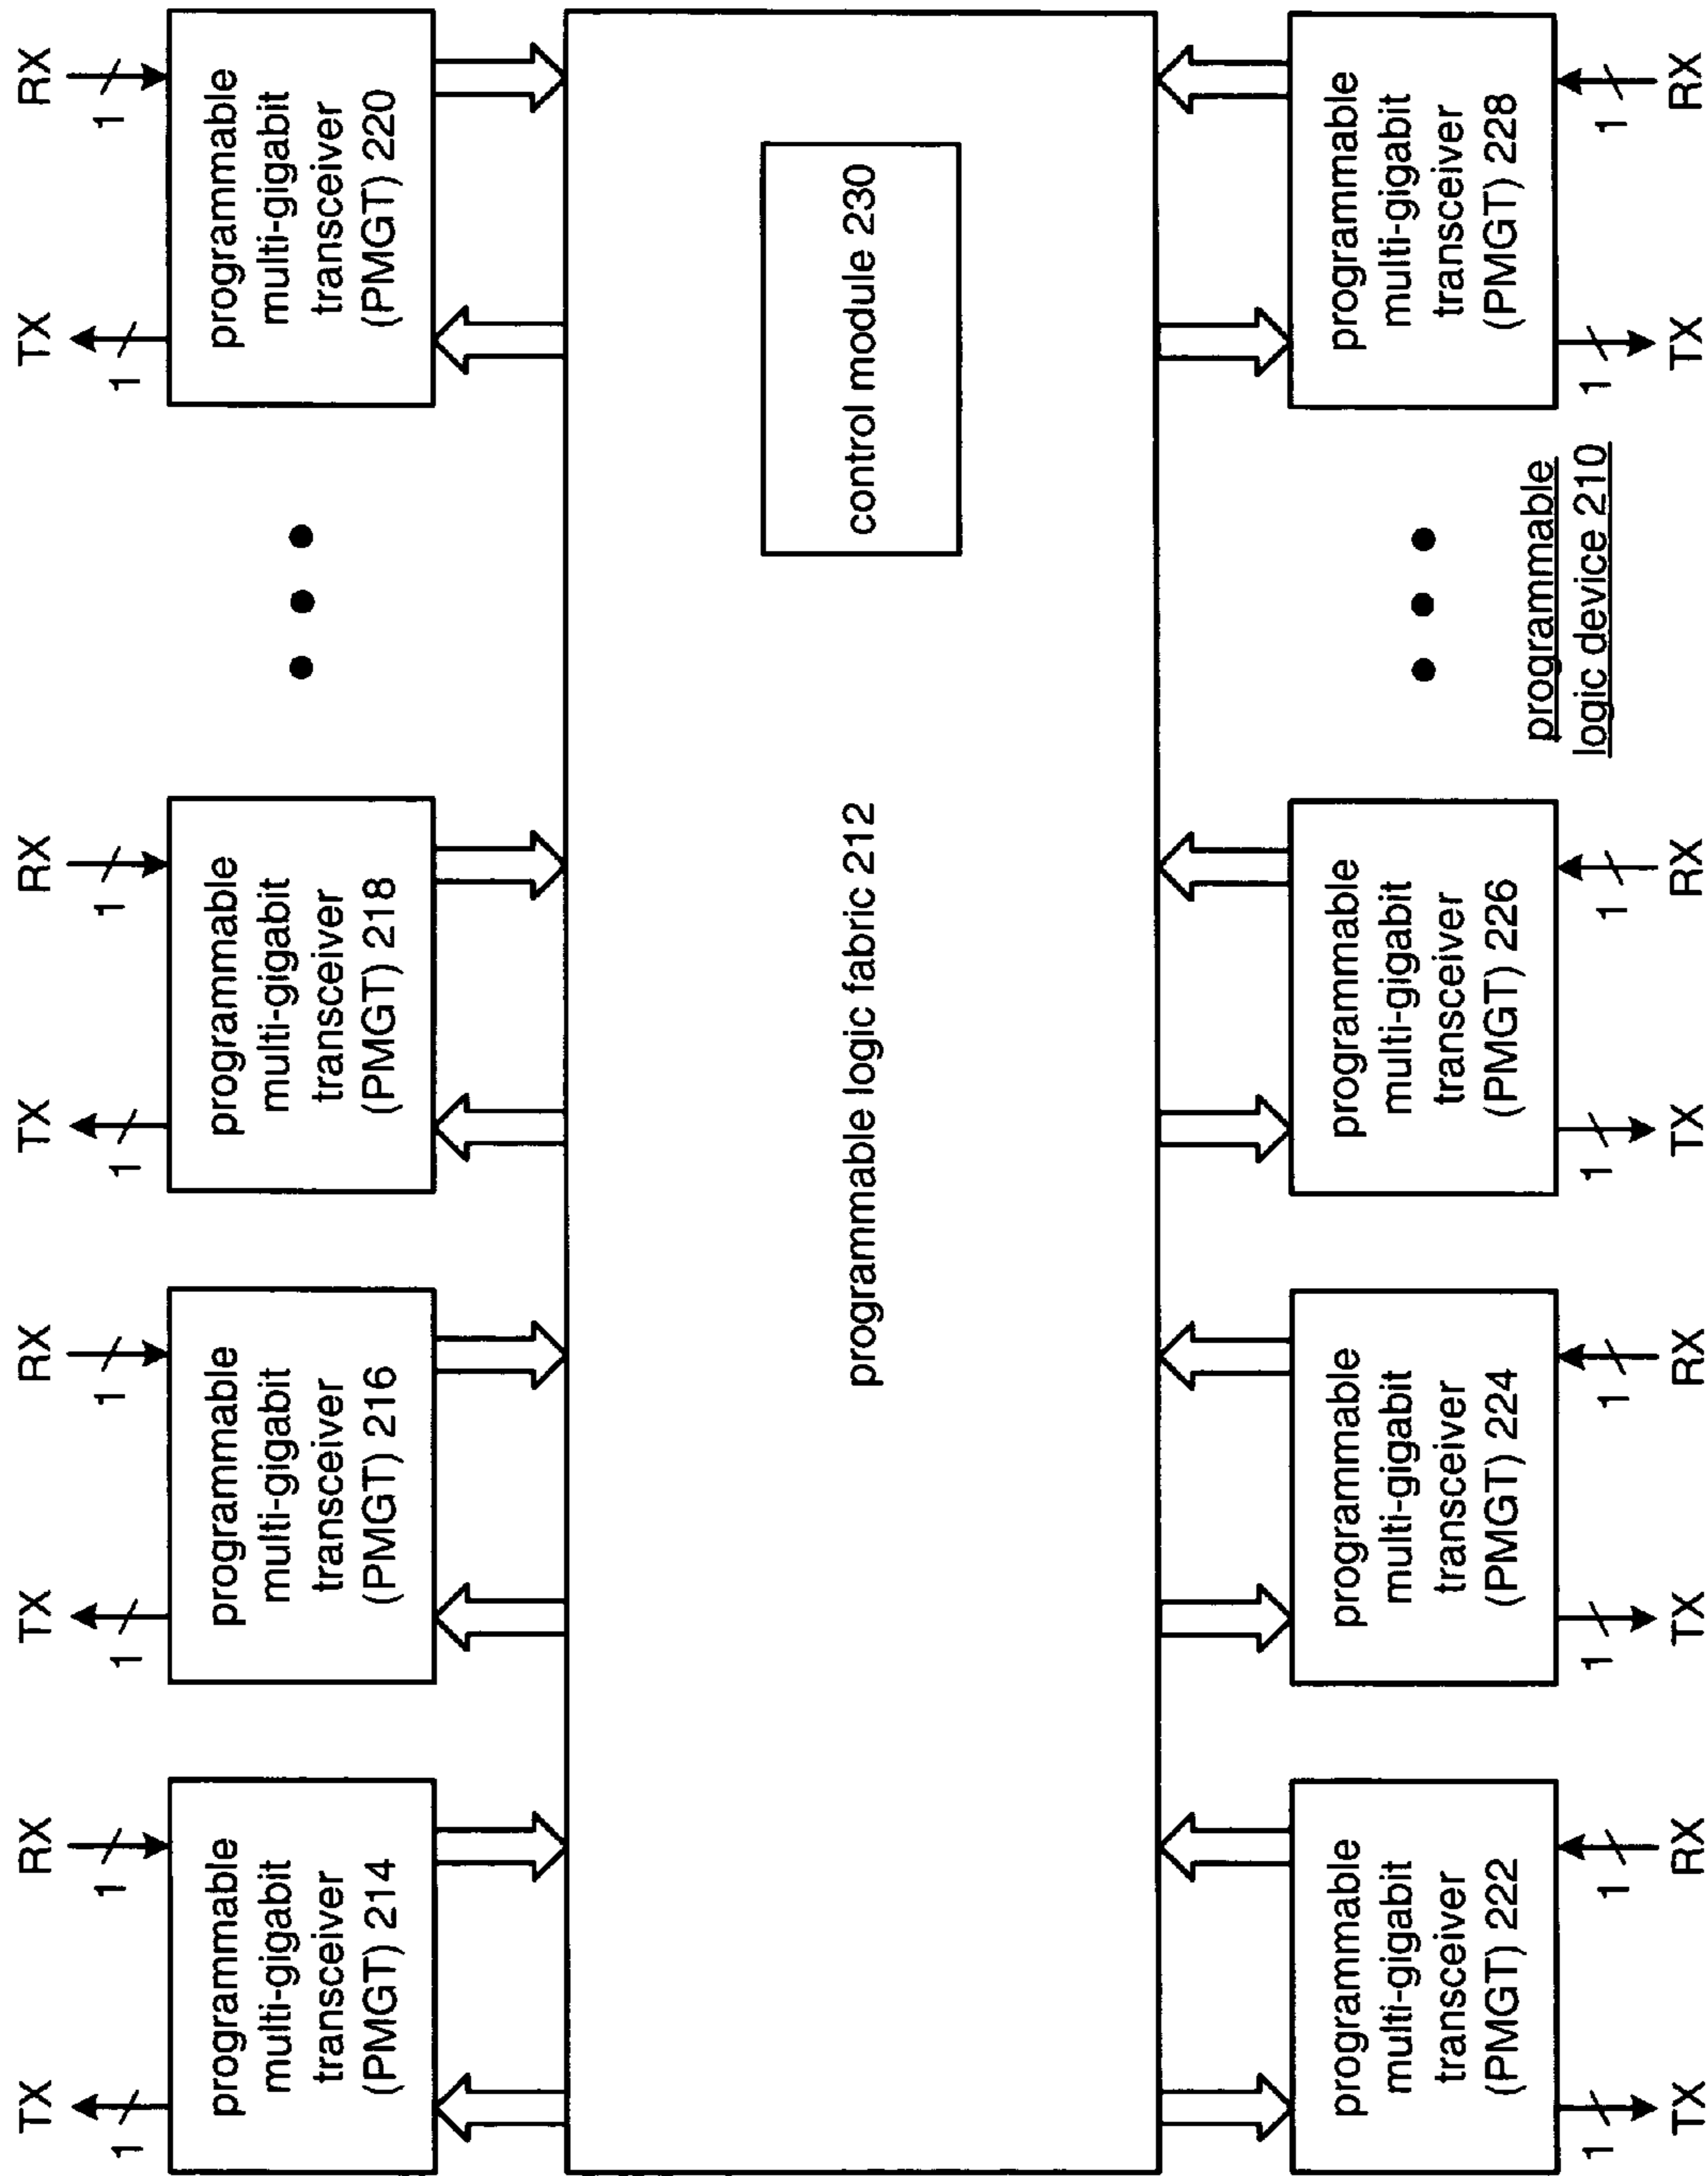 TX
RX
TX
RX
TX
RX
TX
RX
1
1
1
1
1
1
1
1
programmable
multi-gigabit
transceiver
(PMGT) 214
programmable
multi-gigabit
transceiver
(PMGT) 216
programmable
multi-gigabit
transceiver
(PMGT) 218
programmable
multi-gigabit
transceiver
(PMGT) 220
programmable logic fabric 212
control module 230
programmable
multi-gigabit
transceiver
(PMGT) 222
programmable
multi-gigabit
transceiver
(PMGT) 224
programmable
multi-gigabit
transceiver
(PMGT) 226
programmable
multi-gigabit
transceiver
(PMGT) 228
programmable
logic device 210
1
1
1
1
1
1
1
1
TX
RX
TX
RX
TX
RX
TX
RX